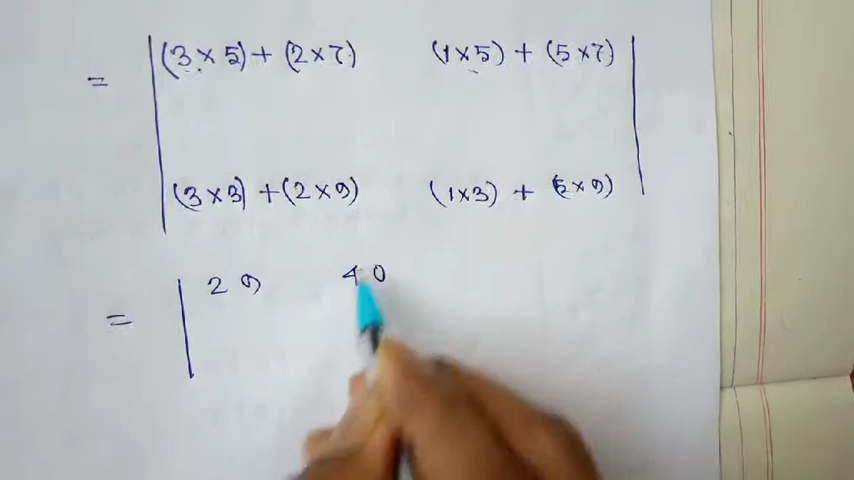 = | (3 × 5) + (2 × 7) (1 × 5) + (5 × 7) |
(3 × 3) + (2 × 9) (1 × 3) + (5 × 9)
= | 29 40